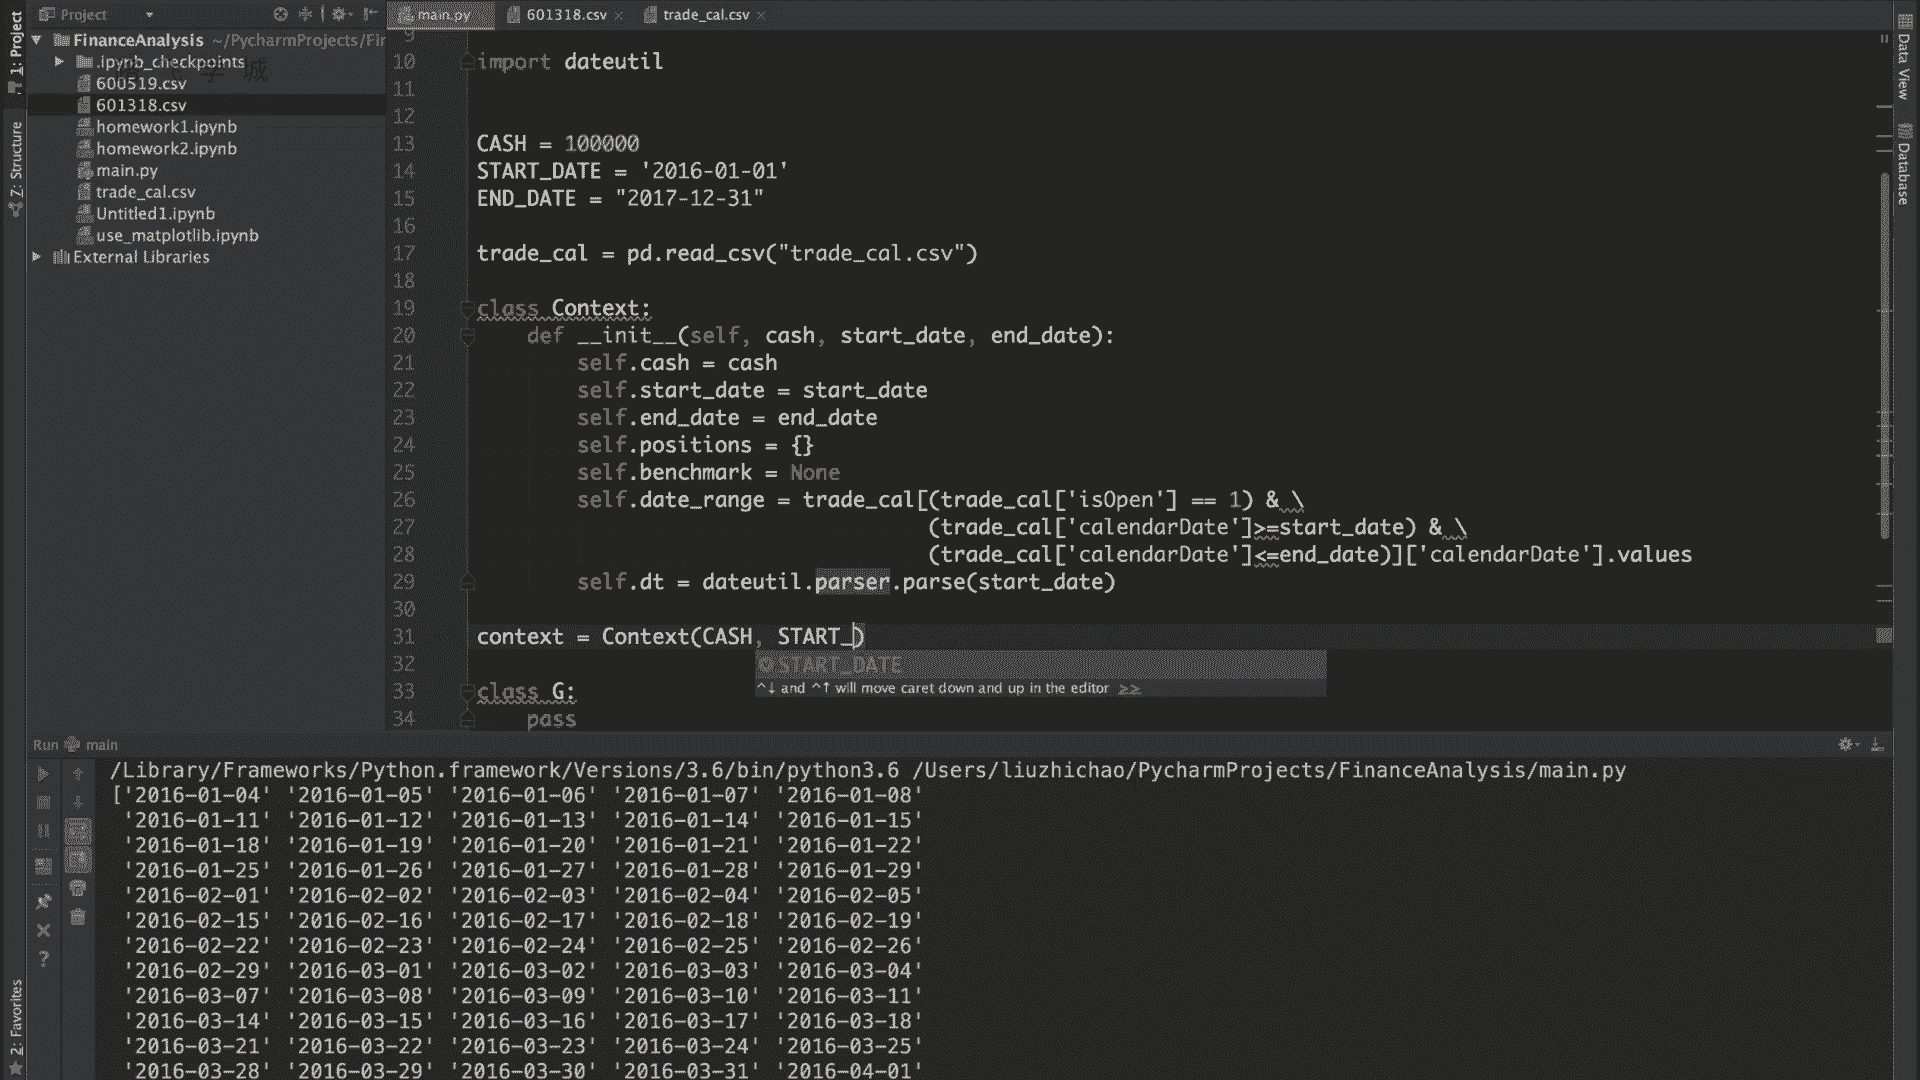 Project
main.py
601318.csv
trade_cal.csv
1: Project
Z: Structure
2: Favorites
FinanceAnalysis ~/PycharmProjects/Fir
.ipynb_checkpoints
600519.csv
601318.csv
homework1.ipynb
homework2.ipynb
main.py
trade_cal.csv
Untitled1.ipynb
use_matplotlib.ipynb
External Libraries
9
10 import dateutil
11
12
13 CASH = 100000
14 START_DATE = '2016-01-01'
15 END_DATE = "2017-12-31"
16
17 trade_cal = pd.read_csv("trade_cal.csv")
18
19 class Context:
20 def __init__(self, cash, start_date, end_date):
21 self.cash = cash
22 self.start_date = start_date
23 self.end_date = end_date
24 self.positions = {}
25 self.benchmark = None
26 self.date_range = trade_cal[(trade_cal['isOpen'] == 1) & \
27 (trade_cal['calendarDate']>=start_date) & \
28 (trade_cal['calendarDate']<=end_date)]['calendarDate'].values
29 self.dt = dateutil.parser.parse(start_date)
30
31 context = Context(CASH, START_)
32
START_DATE
^↓ and ^↑ will move caret down and up in the editor >>
33 class G:
34 pass
Data View
Database
Run main
/Library/Frameworks/Python.framework/Versions/3.6/bin/python3.6 /Users/liuzhichao/PycharmProjects/FinanceAnalysis/main.py
['2016-01-04' '2016-01-05' '2016-01-06' '2016-01-07' '2016-01-08'
'2016-01-11' '2016-01-12' '2016-01-13' '2016-01-14' '2016-01-15'
'2016-01-18' '2016-01-19' '2016-01-20' '2016-01-21' '2016-01-22'
'2016-01-25' '2016-01-26' '2016-01-27' '2016-01-28' '2016-01-29'
'2016-02-01' '2016-02-02' '2016-02-03' '2016-02-04' '2016-02-05'
'2016-02-15' '2016-02-16' '2016-02-17' '2016-02-18' '2016-02-19'
'2016-02-22' '2016-02-23' '2016-02-24' '2016-02-25' '2016-02-26'
'2016-02-29' '2016-03-01' '2016-03-02' '2016-03-03' '2016-03-04'
'2016-03-07' '2016-03-08' '2016-03-09' '2016-03-10' '2016-03-11'
'2016-03-14' '2016-03-15' '2016-03-16' '2016-03-17' '2016-03-18'
'2016-03-21' '2016-03-22' '2016-03-23' '2016-03-24' '2016-03-25'
'2016-03-28' '2016-03-29' '2016-03-30' '2016-03-31' '2016-04-01'